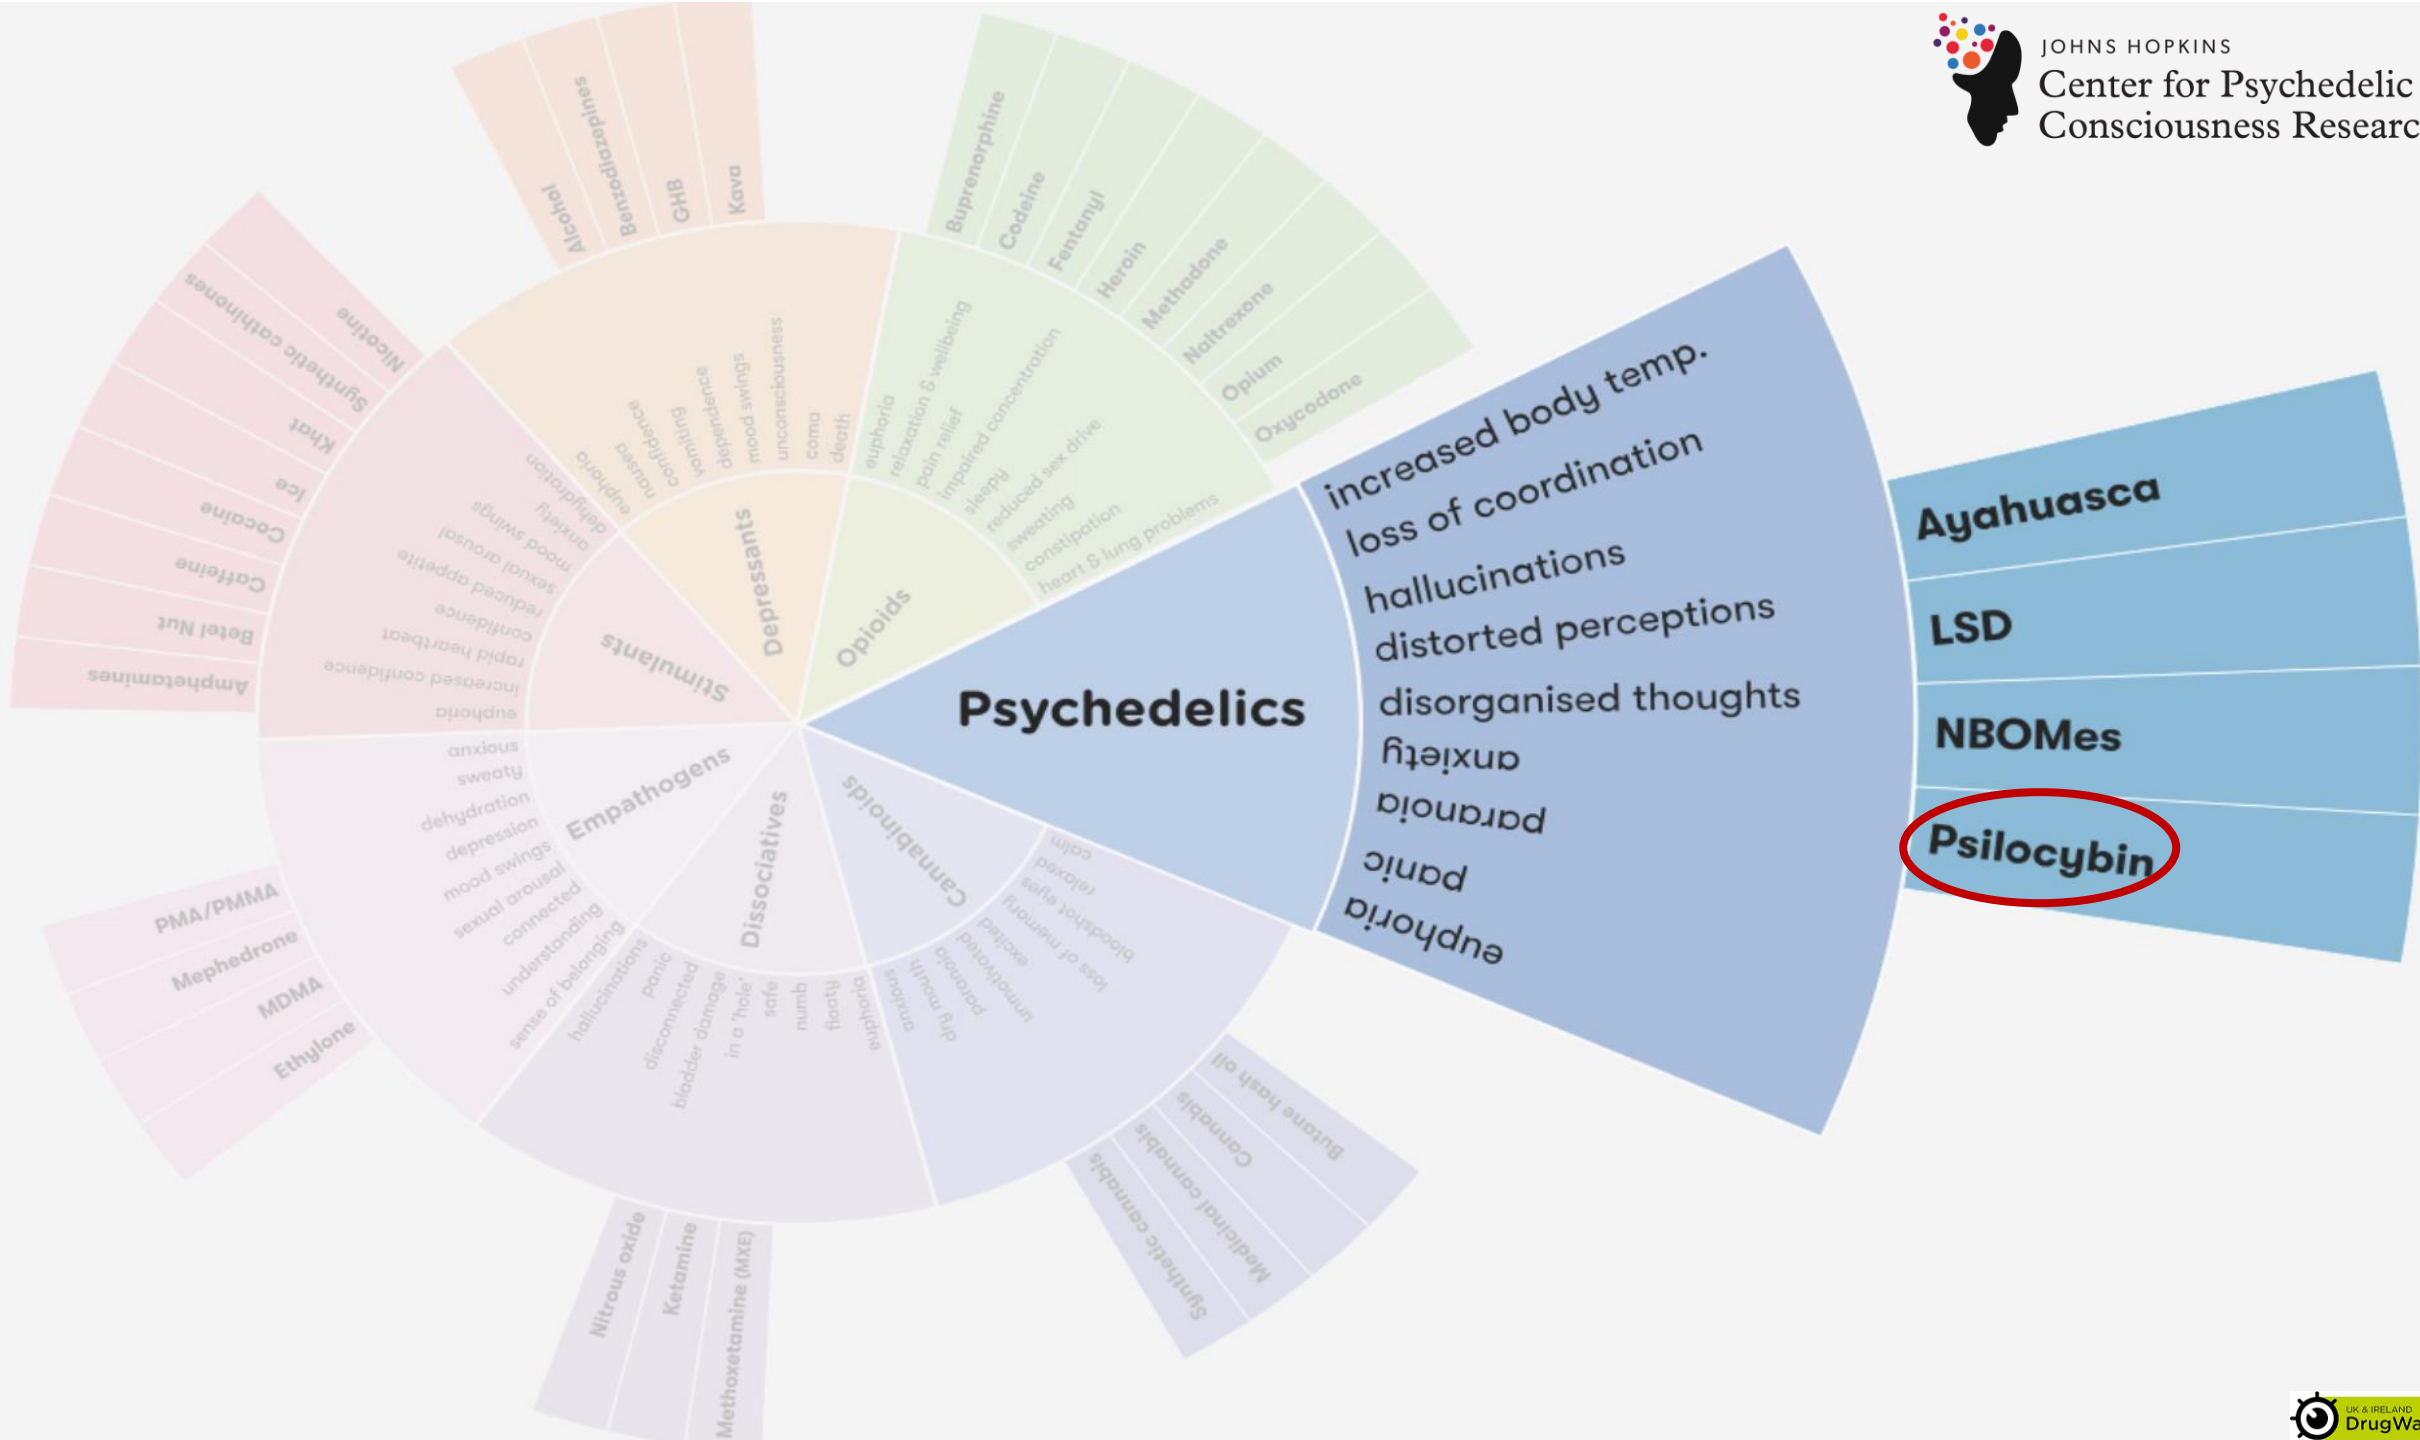 JOHNS HOPKINS
Center for Psychedelic
Consciousness Researc
Psychedelics
increased body temp.
loss of coordination
hallucinations
distorted perceptions
disorganised thoughts
anxiety
paranoia
panic
euphoria
Ayahuasca
LSD
NBOMes
Psilocybin
Opioids
euphoria
relaxation & wellbeing
pain relief
impaired concentration
sleepy
reduced sex drive
sweating
constipation
heart & lung problems
Buprenorphine
Codeine
Fentanyl
Heroin
Methadone
Naltrexone
Opium
Oxycodone
Depressants
euphoria
nausea
confidence
vomiting
dependence
mood swings
unconsciousness
coma
death
Alcohol
Benzodiazepines
GHB
Kava
Stimulants
dehydration
anxiety
mood swings
sexual arousal
reduced appetite
confidence
rapid heartbeat
increased confidence
euphoria
Nicotine
Synthetic cathinones
Khat
Ice
Cocaine
Caffeine
Betel Nut
Amphetamines
Empathogens
anxious
sweaty
dehydration
depression
mood swings
sexual arousal
connected
understanding
sense of belonging
PMA/PMMA
Mephedrone
MDMA
Ethylone
Dissociatives
hallucinations
panic
disconnected
bladder damage
in a 'hole'
safe
numb
floaty
euphoria
Nitrous oxide
Ketamine
Methoxetamine (MXE)
Cannabinoids
calm
relaxed
bloodshot eyes
loss of memory
excited
unmotivated
paranoia
dry mouth
anxious
Butane hash oil
Cannabis
Medicinal cannabis
Synthetic cannabis
UK & IRELAND
DrugWa